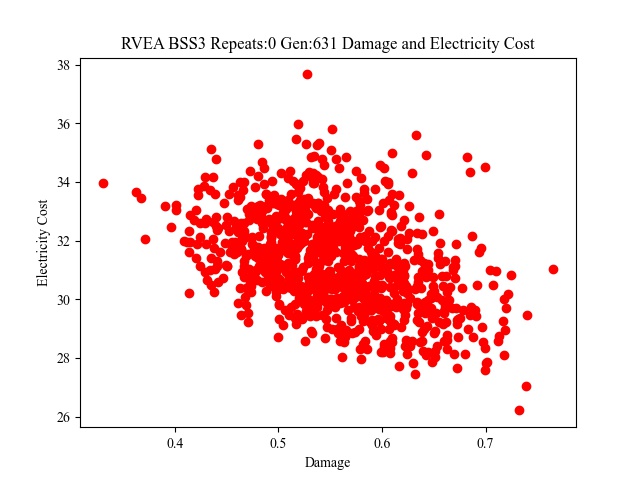 RVEA BSS3 Repeats:0 Gen:631 Damage and Electricity Cost
38
36
34
32
30
28
26
Electricity Cost
0.4 0.5 0.6 0.7
Damage